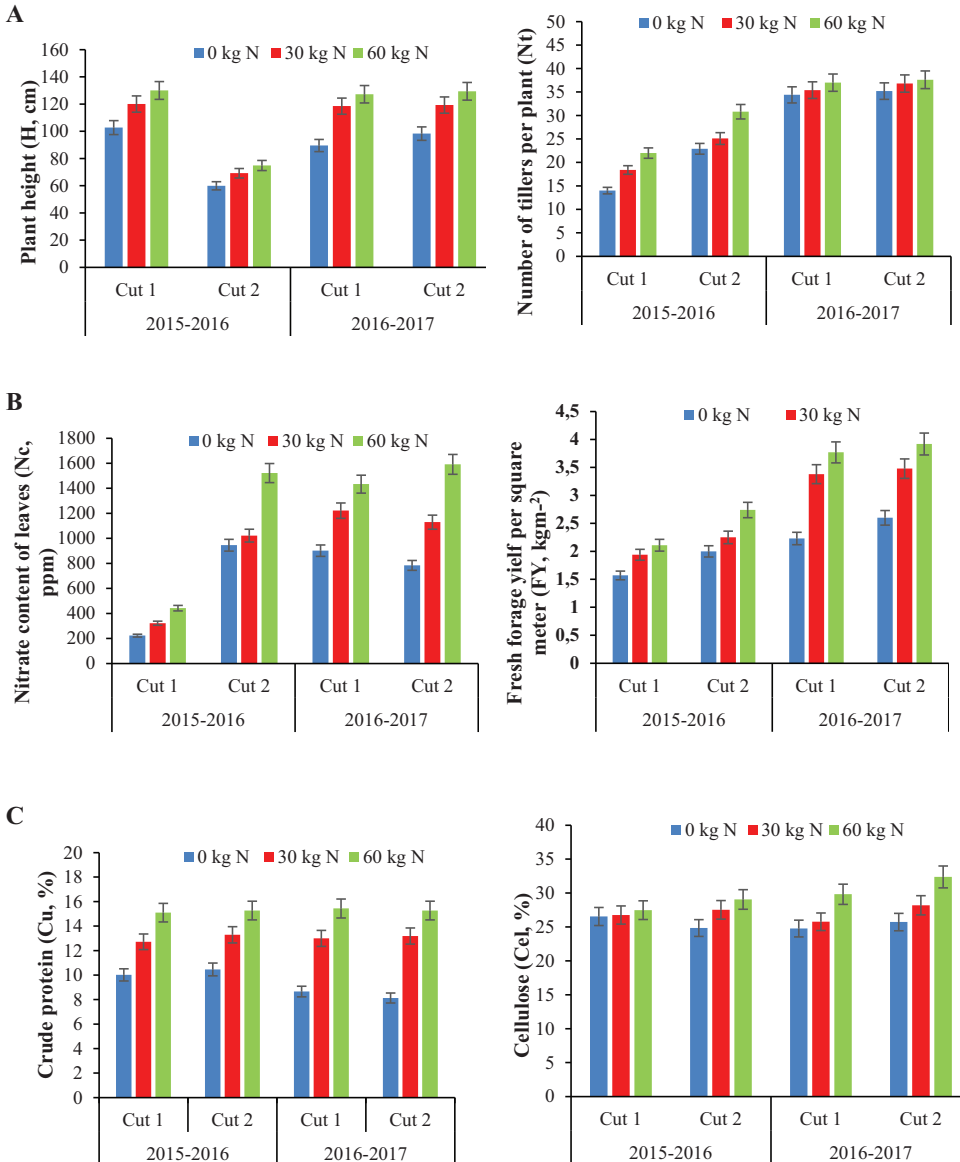 A
0 kg N 30 kg N 60 kg N
Plant height (H, cm)
160
140
120
100
80
60
40
20
0
Cut 1 Cut 2 Cut 1 Cut 2
2015-2016 2016-2017
0 kg N 30 kg N 60 kg N
Number of tillers per plant (Nt)
50
45
40
35
30
25
20
15
10
5
0
Cut 1 Cut 2 Cut 1 Cut 2
2015-2016 2016-2017
B
0 kg N 30 kg N 60 kg N
Nitrate content of leaves (Nc,
ppm)
1800
1600
1400
1200
1000
800
600
400
200
0
Cut 1 Cut 2 Cut 1 Cut 2
2015-2016 2016-2017
0 kg N 30 kg N 60 kg N
Fresh forage yielf per square
meter (FY, kgm-²)
4,5
4
3,5
3
2,5
2
1,5
1
0,5
0
Cut 1 Cut 2 Cut 1 Cut 2
2015-2016 2016-2017
C
0 kg N 30 kg N 60 kg N
Crude protein (Cu, %)
20
18
16
14
12
10
8
6
4
2
0
Cut 1 Cut 2 Cut 1 Cut 2
2015-2016 2016-2017
0 kg N 30 kg N 60 kg N
Cellulose (Cel, %)
40
35
30
25
20
15
10
5
0
Cut 1 Cut 2 Cut 1 Cut 2
2015-2016 2016-2017